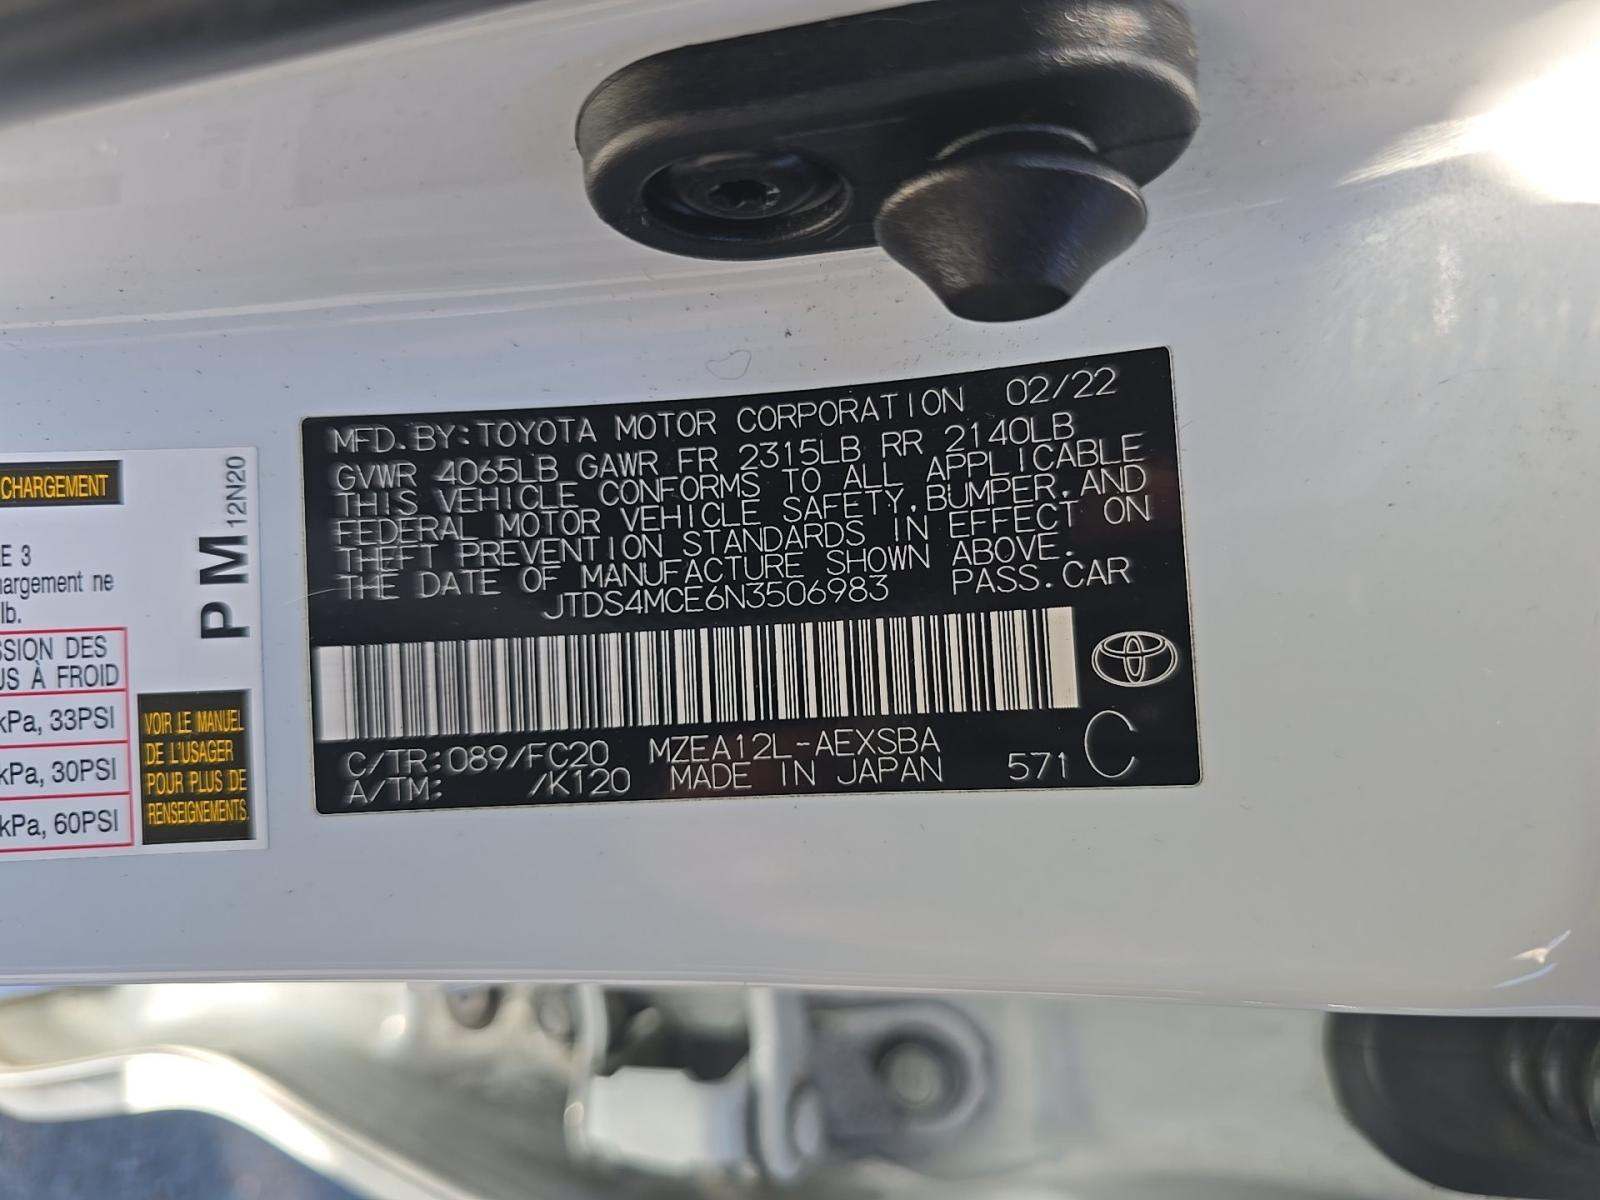 CHARGEMENT
E 3
argement ne
lb.
SSION DES
US À FROID
kPa, 33PSI
kPa, 30PSI
kPa, 60PSI
PM 12N20
VOIR LE MANUEL
DE L'USAGER
POUR PLUS DE
RENSEIGNEMENTS.
MFD.BY:TOYOTA MOTOR CORPORATION 02/22
GVWR 4065LB GAWR FR 2315LB RR 2140LB
THIS VEHICLE CONFORMS TO ALL APPLICABLE
FEDERAL MOTOR VEHICLE SAFETY,BUMPER,AND
THEFT PREVENTION STANDARDS IN EFFECT ON
THE DATE OF MANUFACTURE SHOWN ABOVE.
JTDS4MCE6N3506983 PASS.CAR
C/TR:089/FC20 MZEA12L-AEXSBA
A/TM: /K120 MADE IN JAPAN 571 C